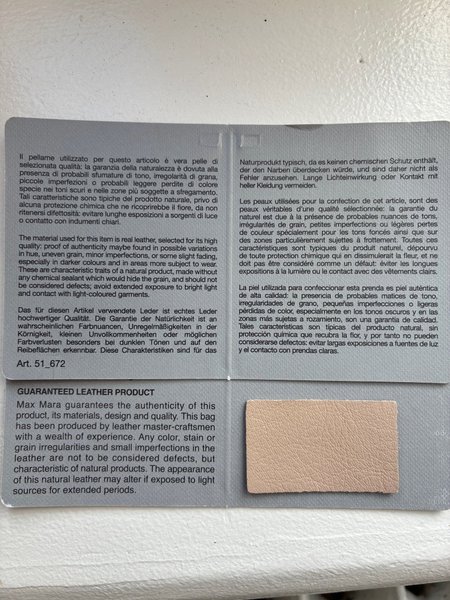 Il pellame utilizzato per questo articolo è vera pelle di
selezionata qualità: la garanzia della naturalezza è dovuta alla
presenza di probabili sfumature di tono, irregolarità di grana,
piccole imperfezioni o probabili leggere perdite di colore
specie nei toni scuri e nelle zone più soggette a sfregamento.
Tali caratteristiche sono tipiche del prodotto naturale, privo di
alcuna protezione chimica che ne ricoprirebbe il fiore, da non
ritenersi difettosità: evitare lunghe esposizioni a sorgenti di luce
o contatto con indumenti chiari.
The material used for this item is real leather, selected for its high
quality: proof of authenticity maybe found in possible variations
in hue, uneven grain, minor imperfections, or some slight fading,
especially in darker colours and in areas more subject to wear.
These are characteristic traits of a natural product, made without
any chemical protection which would hide the grain, and should not
be considered defects; avoid extended exposure to bright light
and contact with light-coloured garments.
Das für diesen Artikel verwendete Leder ist echtes Leder
hochwertiger Qualität. Die Garantie der Natürlichkeit ist an
wahrscheinlichen Farbnuancen, Unregelmäßigkeiten in der
Körnigkeit, kleinen Unvollkommenheiten oder möglichen
Farbverlusten besonders bei dunklen Tönen und auf den
Reibeflächen erkennbar. Diese Charakteristiken sind für das
Art. 51_672
Naturprodukt typisch, da es keinen chemischen Schutz enthält,
der den Narben überdecken würde, und sind daher nicht als
Fehler anzusehen. Lange Lichteinwirkung oder Kontakt mit
heller Kleidung vermeiden.
Les peaux utilisées pour la confection de cet article, sont des
peaux véritables d'une qualité sélectionnée: la garantie du
naturel est due à la présence de probables nuances de tons,
irrégularités de grain, petites imperfections ou légères pertes
de couleur spécialement pour les tons foncés ainsi que sur
des zones particulièrement sujettes à frottement. Toutes ces
caractéristiques sont typiques du produit naturel, dépourvu
de toute protection chimique qui en dissimulerait la fleur, et ne
doit pas être considéré comme un défaut: éviter les longues
expositions à la lumière ou le contact avec des vêtements clairs.
La piel utilizada para confeccionar esta prenda es piel auténtica
de alta calidad: la presencia de probables matices de tono,
irregularidades de grano, pequeñas imperfecciones o ligeras
pérdidas de color, especialmente en los tonos oscuros y en las
zonas más sujetas a rozamiento, son una garantía de calidad.
Tales características son típicas del producto natural, sin
protección química que recubra la flor, y por tanto no pueden
considerarse defectos: evitar largas exposiciones a fuentes de luz
y el contacto con prendas claras.
GUARANTEED LEATHER PRODUCT
Max Mara guarantees the authenticity of this
product, its materials, design and quality. This bag
has been produced by leather master-craftsmen
with a wealth of experience. Any color, stain or
grain irregularities and small imperfections in the
leather are not to be considered defects, but
characteristic of natural products. The appearance
of this natural leather may alter if exposed to light
sources for extended periods.